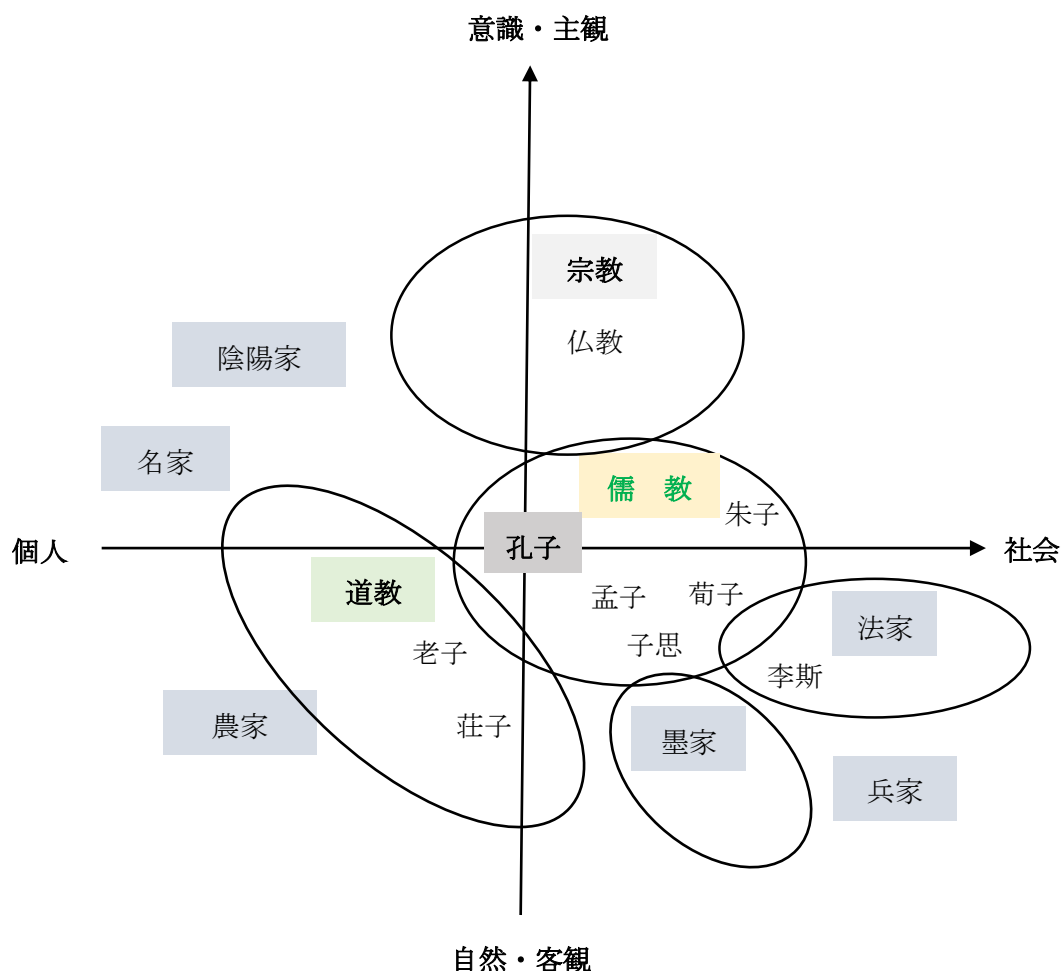 意識・主観
宗教
仏教
陰陽家
名家
儒　教
朱子
個人
孔子
社会
道教
孟子
荀子
法家
老子
子思
李斯
農家
荘子
墨家
兵家
自然・客観